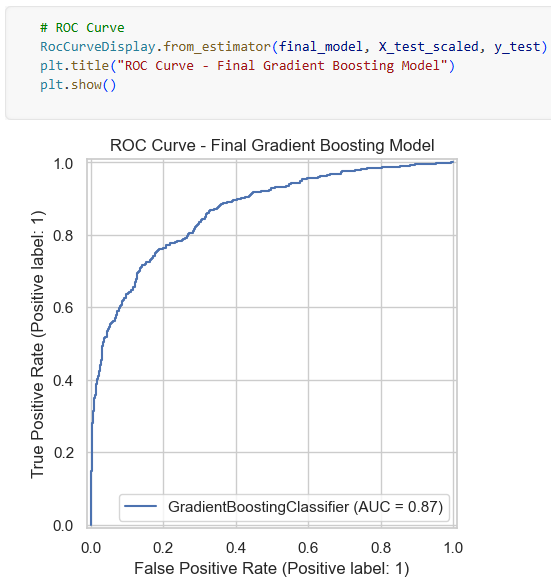 # ROC Curve
RocCurveDisplay.from_estimator(final_model, X_test_scaled, y_test)
plt.title("ROC Curve - Final Gradient Boosting Model")
plt.show()
ROC Curve - Final Gradient Boosting Model
1.0
0.8
0.6
0.4
0.2
0.0
True Positive Rate (Positive label: 1)
GradientBoostingClassifier (AUC = 0.87)
0.0 0.2 0.4 0.6 0.8 1.0
False Positive Rate (Positive label: 1)